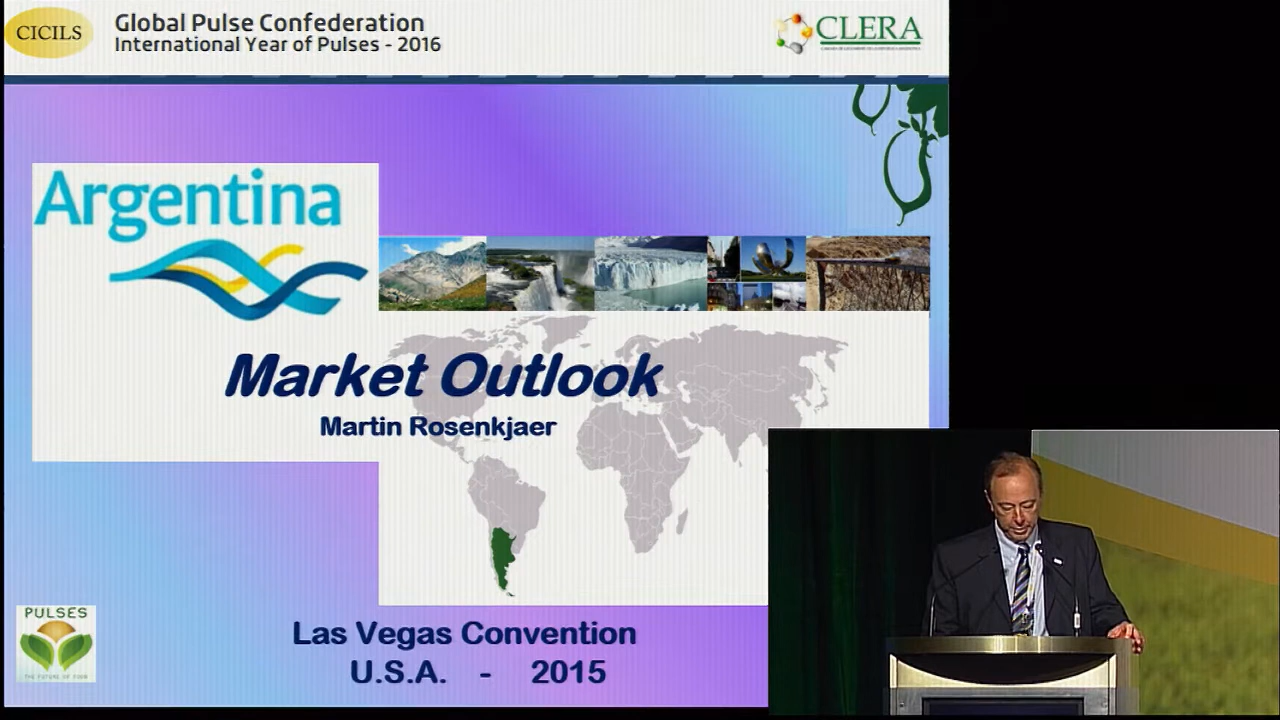 CICILS
Global Pulse Confederation
International Year of Pulses - 2016
CLERA
Argentina
Market Outlook
Martin Rosenkjaer
PULSES
THE FUTURE OF FOOD
Las Vegas Convention
U.S.A. - 2015